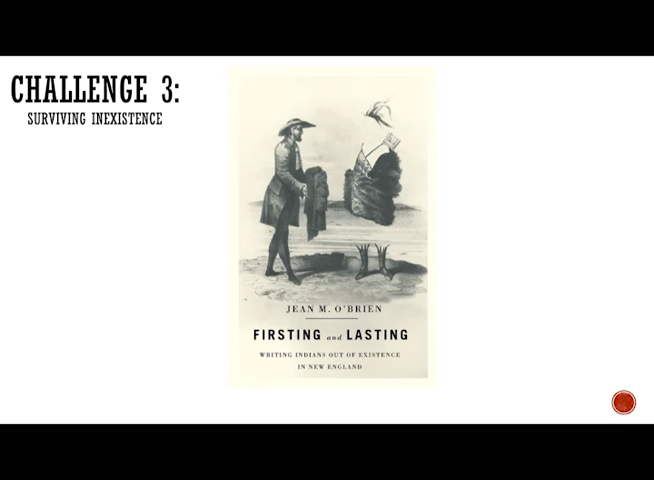 CHALLENGE 3:
SURVIVING INEXISTENCE
JEAN M. O'BRIEN
FIRSTING and LASTING
WRITING INDIANS OUT OF EXISTENCE
IN NEW ENGLAND